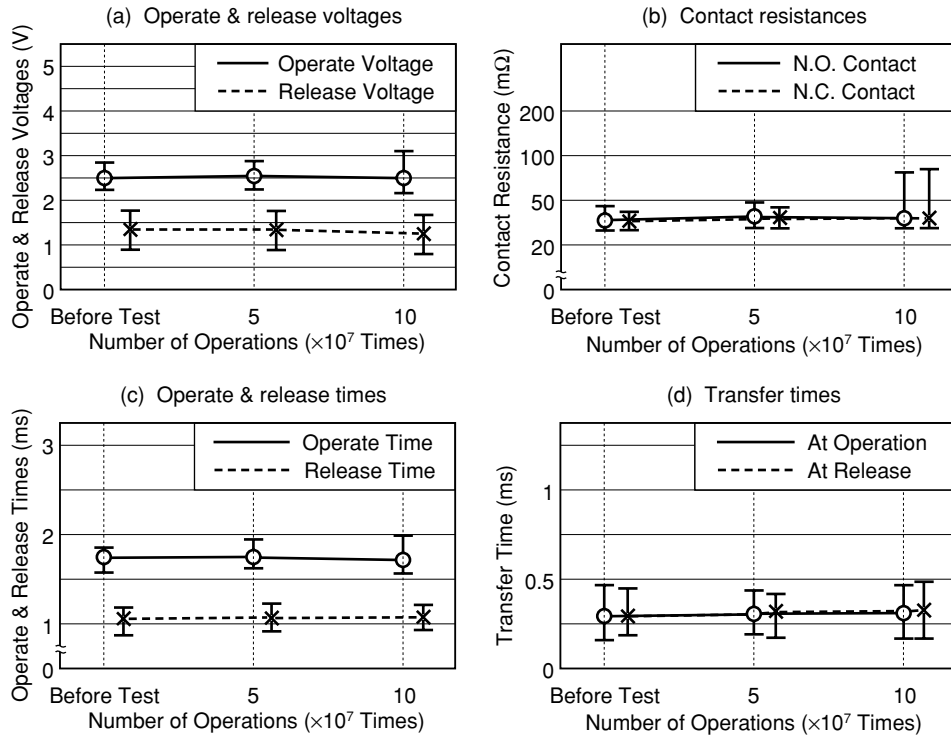 (a) Operate & release voltages
Operate & Release Voltages (V)
5
4
3
2
1
0
Operate Voltage
Release Voltage
Before Test
5
10
Number of Operations (×10⁷ Times)
(b) Contact resistances
Contact Resistance (mΩ)
200
100
50
20
0
N.O. Contact
N.C. Contact
Before Test
5
10
Number of Operations (×10⁷ Times)
(c) Operate & release times
Operate & Release Times (ms)
3
2
1
0
Operate Time
Release Time
Before Test
5
10
Number of Operations (×10⁷ Times)
(d) Transfer times
Transfer Time (ms)
1
0.5
0
At Operation
At Release
Before Test
5
10
Number of Operations (×10⁷ Times)